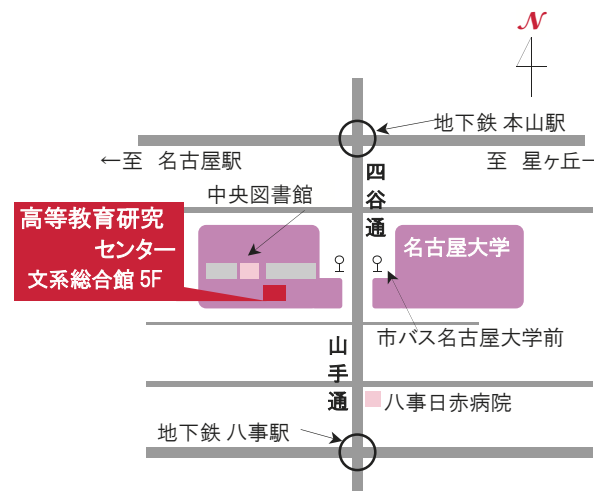 N
地下鉄 本山駅
←至 名古屋駅
至 星ヶ丘→
四谷通
中央図書館
高等教育研究
センター
文系総合館 5F
名古屋大学
市バス名古屋大学前
山手通
八事日赤病院
地下鉄 八事駅